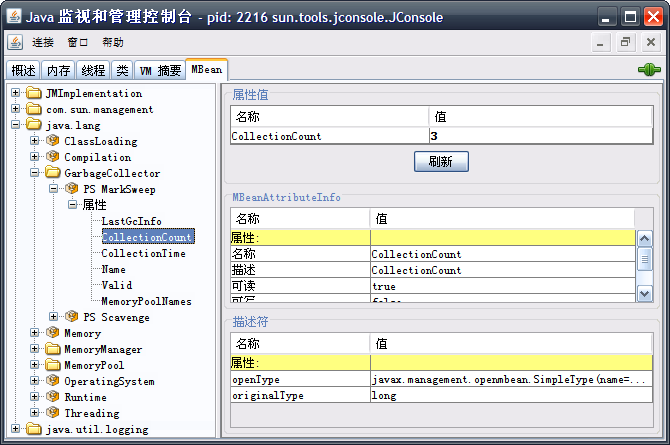 Java 监视和管理控制台 - pid: 2216 sun.tools.jconsole.JConsole
连接 窗口 帮助
概述 内存 线程 类 VM 摘要 MBean
JMImplementation
com.sun.management
java.lang
ClassLoading
Compilation
GarbageCollector
PS MarkSweep
属性
LastGcInfo
CollectionCount
CollectionTime
Name
Valid
MemoryPoolNames
PS Scavenge
Memory
MemoryManager
MemoryPool
OperatingSystem
Runtime
Threading
java.util.logging
属性值
名称 值
CollectionCount 3
刷新
MBeanAttributeInfo
名称 值
属性:
名称 CollectionCount
描述 CollectionCount
可读 true
可写 false
描述符
名称 值
属性:
openType javax.management.openmbean.SimpleType(name=...
originalType long